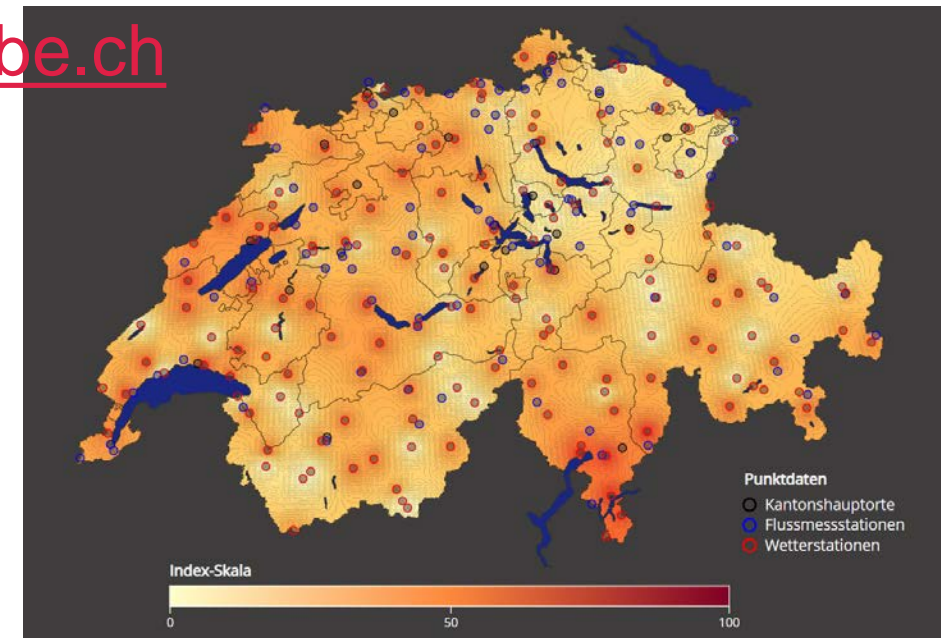 be.ch
Punktdaten
Kantonshauptorte
Flussmessstationen
Wetterstationen
Index-Skala
0 50 100